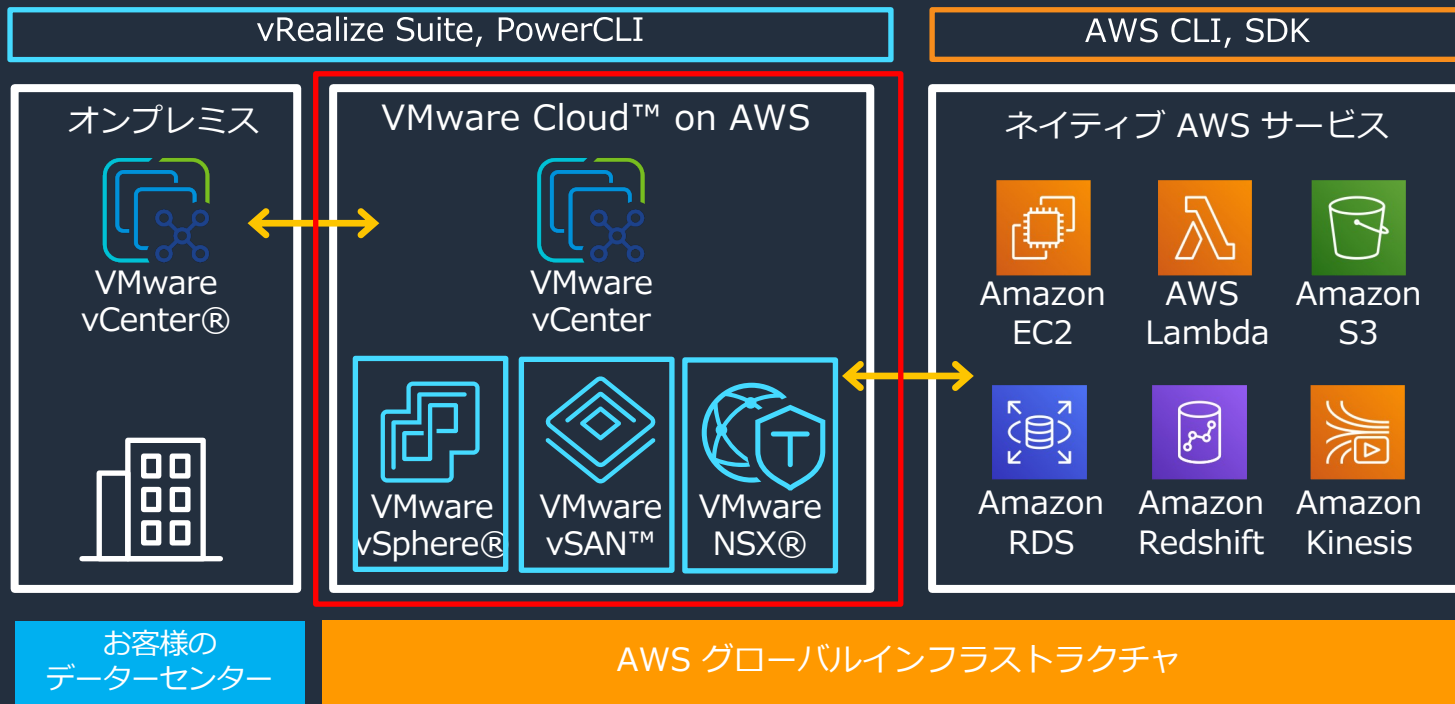 vRealize Suite, PowerCLI
AWS CLI, SDK
オンプレミス
VMware
vCenter®
VMware Cloud™ on AWS
VMware
vCenter
VMware
vSphere®
VMware
vSAN™
T
VMware
NSX®
ネイティブ AWS サービス
Amazon
EC2
AWS
Lambda
Amazon
S3
Amazon
RDS
Amazon
Redshift
Amazon
Kinesis
お客様の
データーセンター
AWS グローバルインフラストラクチャ